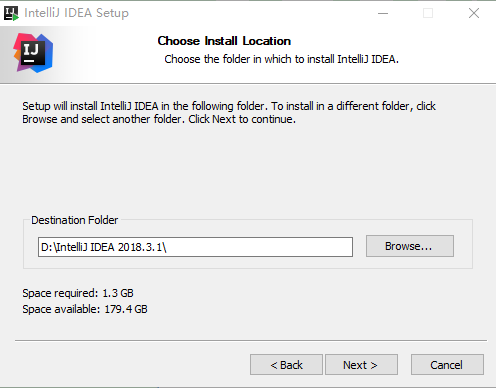 IntelliJ IDEA Setup
IJ
Choose Install Location
Choose the folder in which to install IntelliJ IDEA.
Setup will install IntelliJ IDEA in the following folder. To install in a different folder, click
Browse and select another folder. Click Next to continue.
Destination Folder
D:\IntelliJ IDEA 2018.3.1\
Browse...
Space required: 1.3 GB
Space available: 179.4 GB
< Back
Next >
Cancel